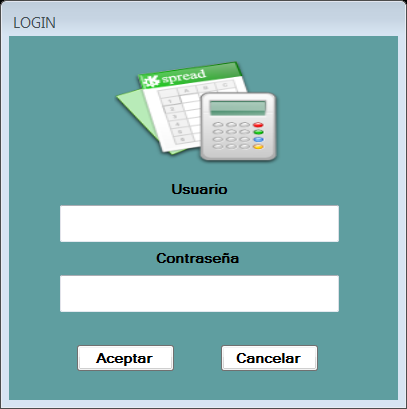 LOGIN
spread
Usuario
Contraseña
Aceptar
Cancelar